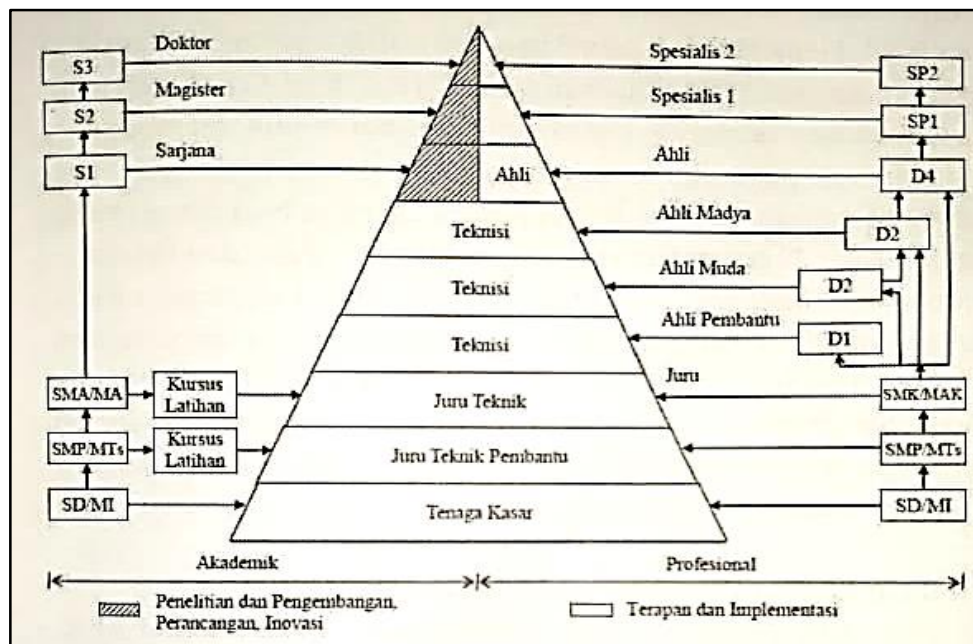 Doktor
Spesialis 2
S3
SP2
Magister
Spesialis 1
S2
SP1
Sarjana
Ahli
S1
Ahli
D4
Ahli Madya
Teknisi
D2
Ahli Muda
Teknisi
D2
Ahli Pembantu
Teknisi
D1
Juru
SMA/MA
Kursus
Latihan
Juru Teknik
SMK/MAK
SMP/MTs
Kursus
Latihan
Juru Teknik Pembantu
SMP/MTs
SD/MI
Tenaga Kasar
SD/MI
Akademik
Profesional
Penelitian dan Pengembangan,
Perancangan, Inovasi
Terapan dan Implementasi